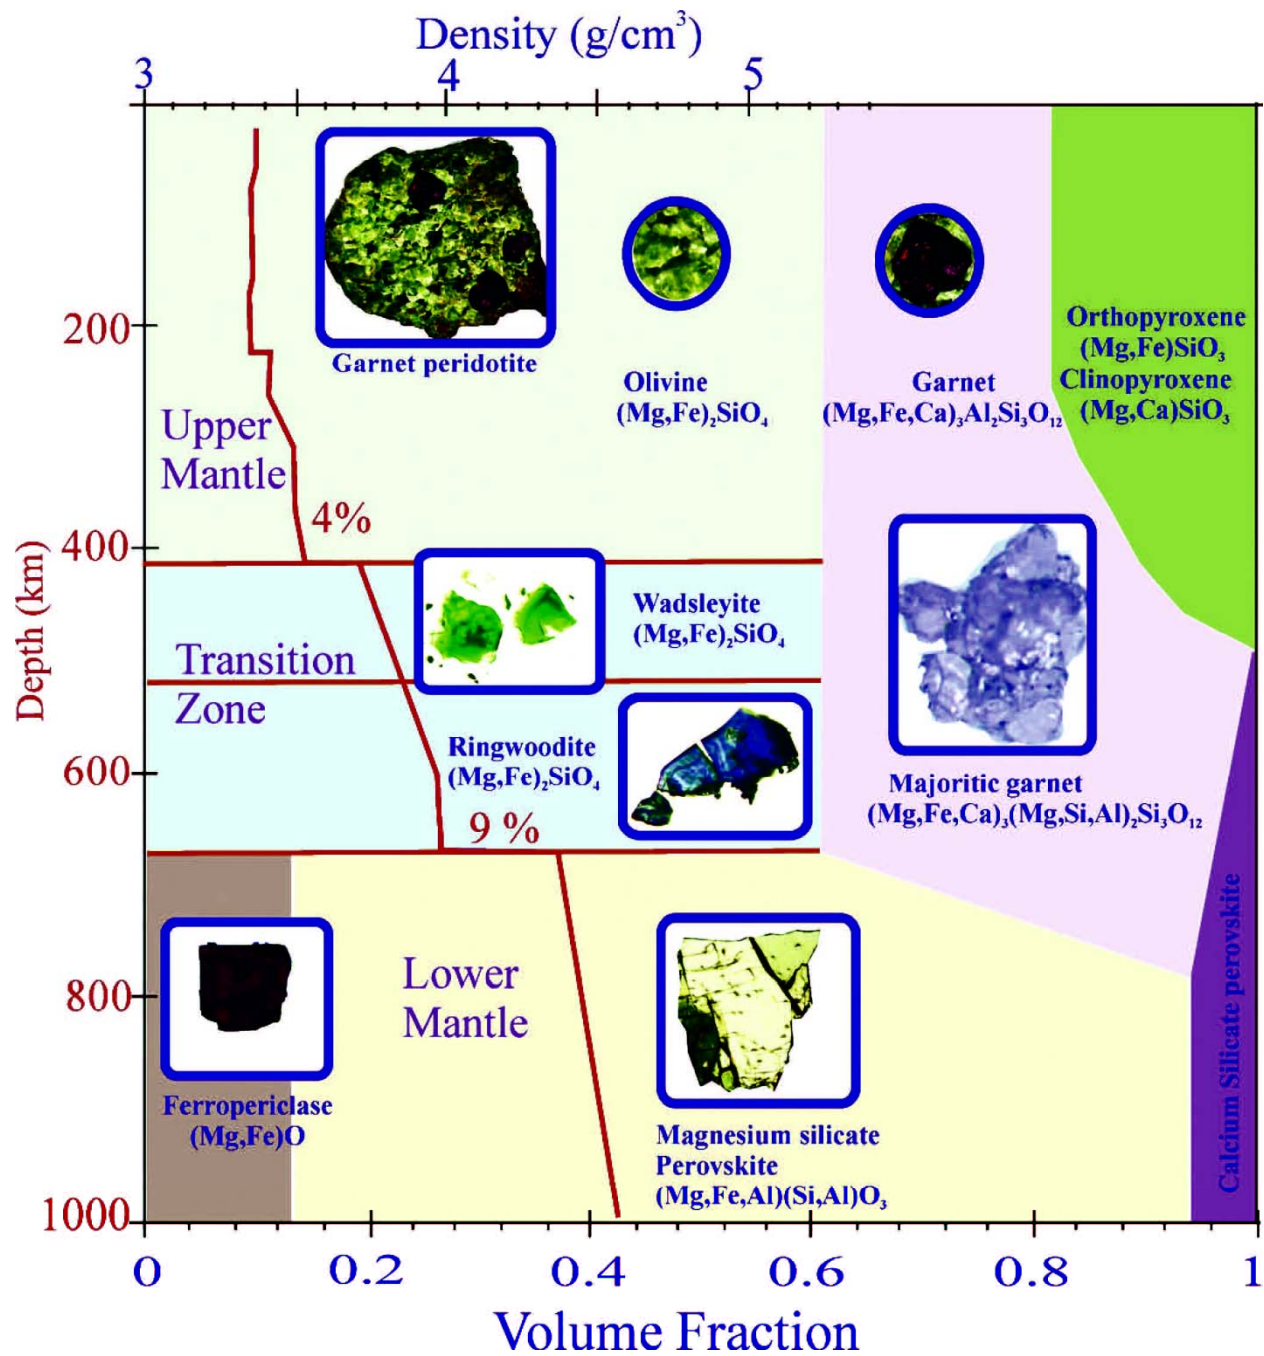 Density (g/cm³)
3
4
5
Garnet peridotite
Olivine
(Mg,Fe)₂SiO₄
Garnet
(Mg,Fe,Ca)₃Al₂Si₃O₁₂
Orthopyroxene
(Mg,Fe)SiO₃
Clinopyroxene
(Mg,Ca)SiO₃
Upper
Mantle
4%
Depth (km)
200
400
600
800
1000
Transition
Zone
Wadsleyite
(Mg,Fe)₂SiO₄
Ringwoodite
(Mg,Fe)₂SiO₄
9 %
Majoritic garnet
(Mg,Fe,Ca)₃(Mg,Si,Al)₂Si₃O₁₂
Lower
Mantle
Ferropericlase
(Mg,Fe)O
Magnesium silicate
Perovskite
(Mg,Fe,Al)(Si,Al)O₃
Calcium Silicate perovskite
0
0.2
0.4
0.6
0.8
1
Volume Fraction